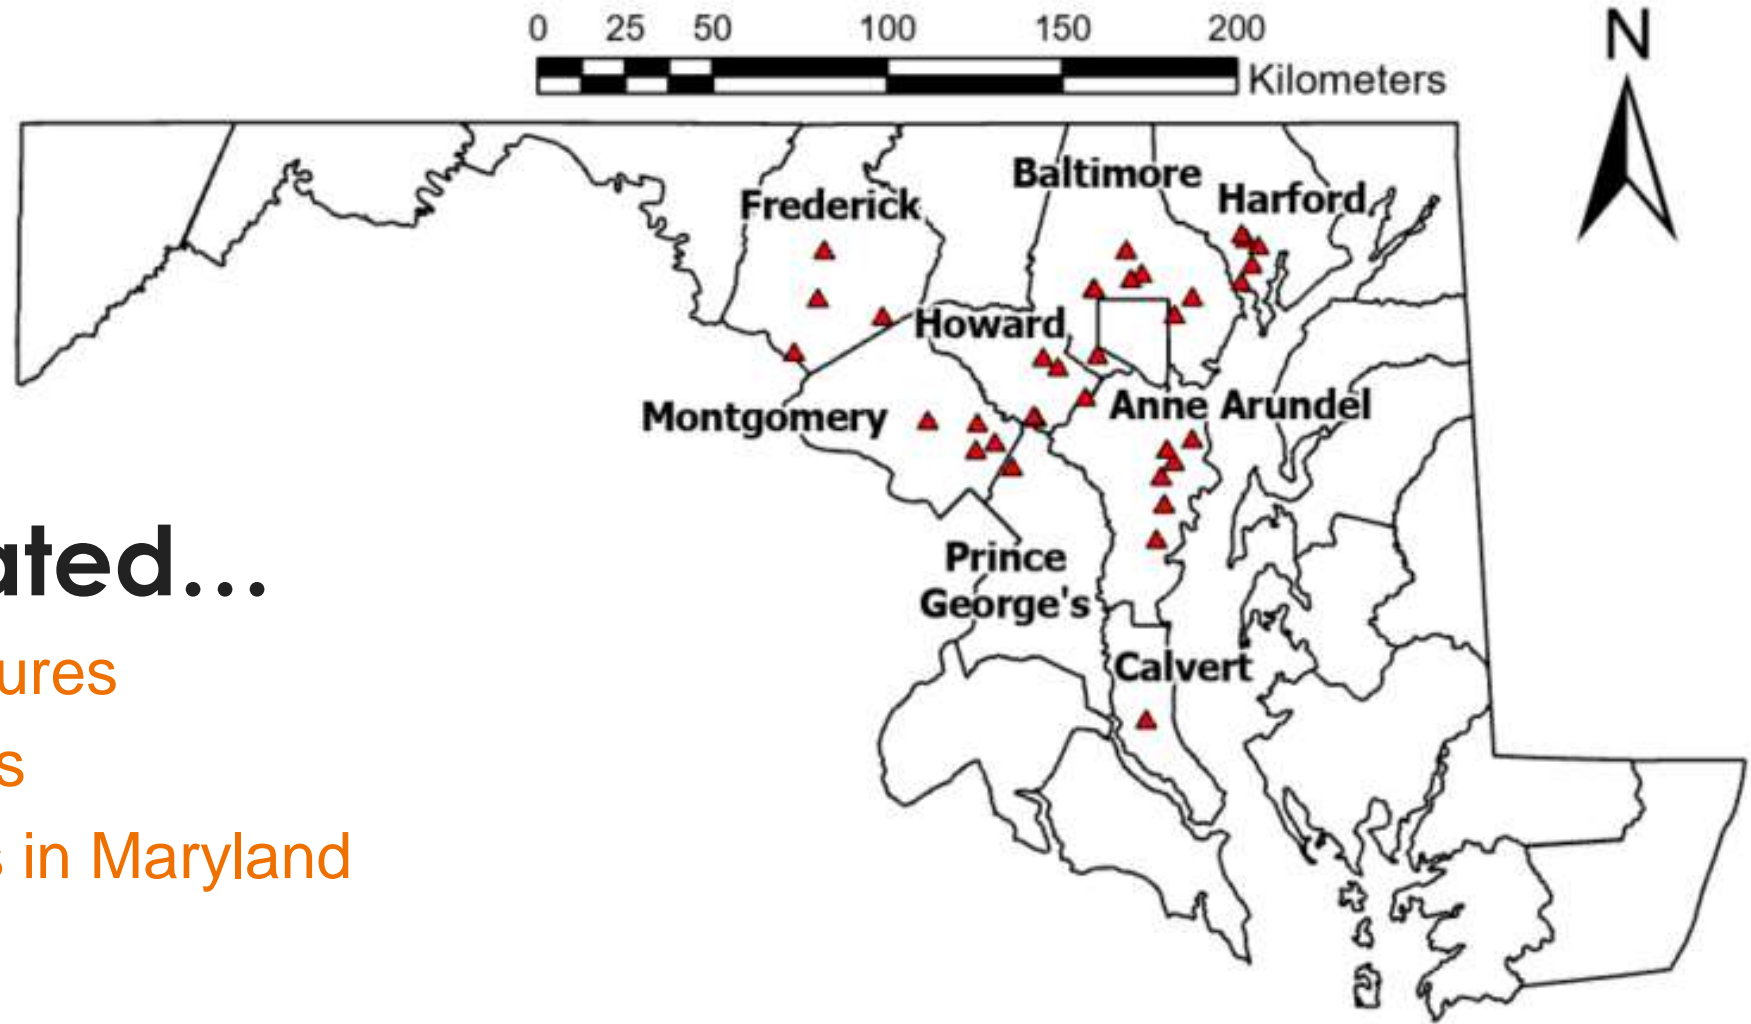 0 25 50 100 150 200
Kilometers
N
Baltimore
Harford
Frederick
Howard
Anne Arundel
Montgomery
ated...
Prince
George's
ures
Calvert
s
s in Maryland